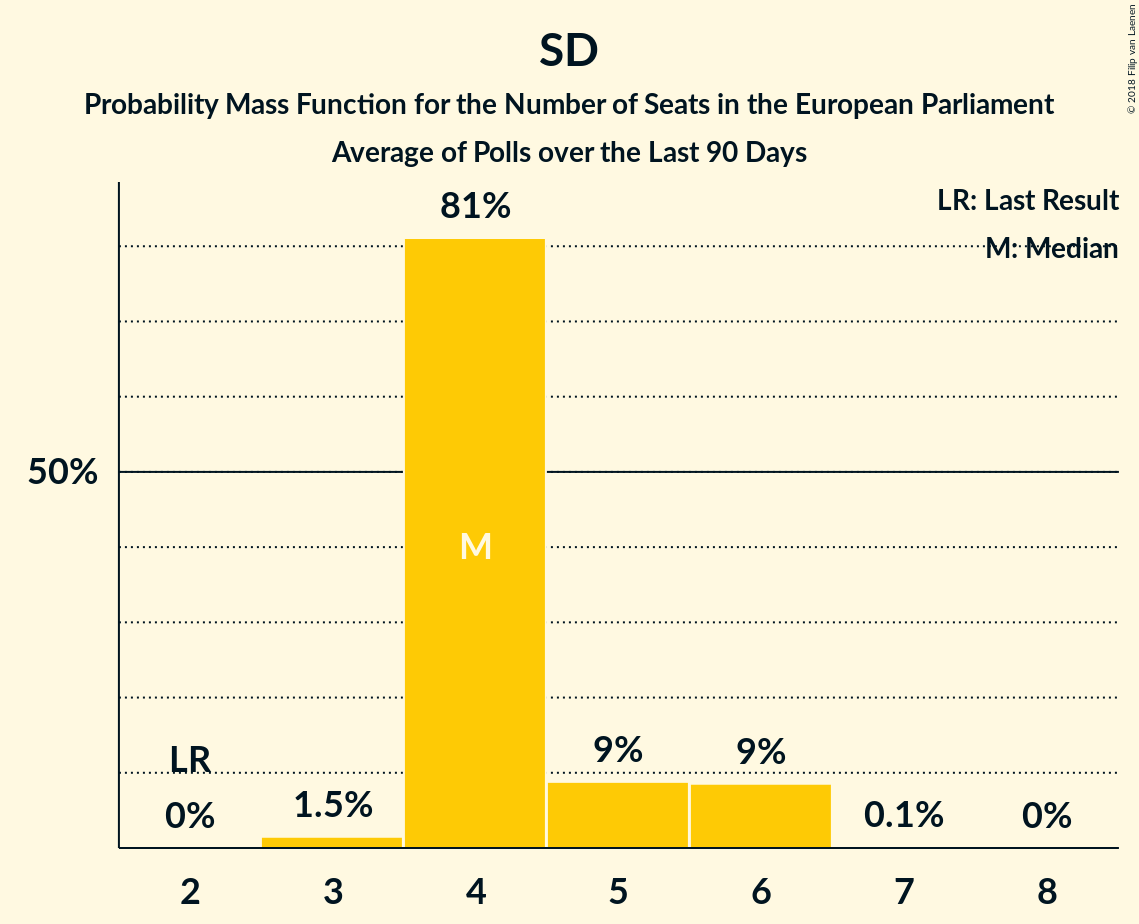 SD
Probability Mass Function for the Number of Seats in the European Parliament
Average of Polls over the Last 90 Days
© 2018 Filip van Laenen
LR: Last Result
M: Median
81%
50%
M
LR
0%
1.5%
9%
9%
0.1%
0%
2 3 4 5 6 7 8